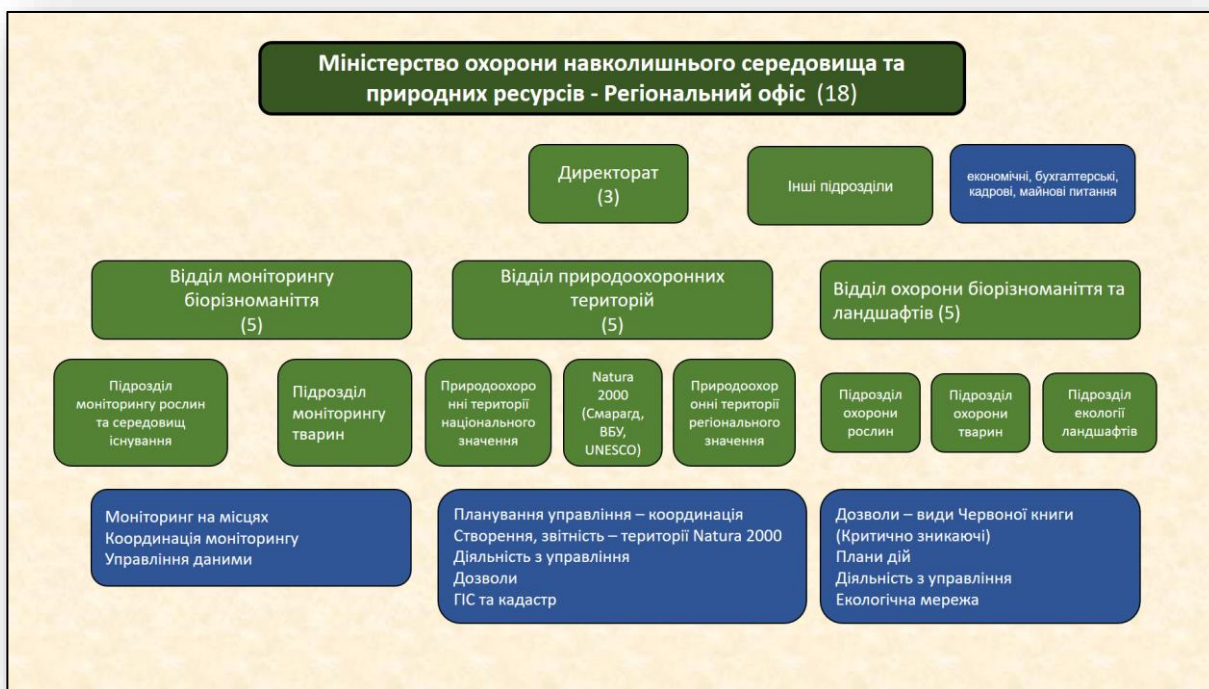 Міністерство охорони навколишнього середовища та
природних ресурсів - Регіональний офіс (18)
Директорат
(3)
Інші підрозділи
економічні, бухгалтерські,
кадрові, майнові питання
Відділ моніторингу
біорізноманіття
(5)
Відділ природоохоронних
територій
(5)
Відділ охорони біорізноманіття та
ландшафтів (5)
Підрозділ
моніторингу рослин
та середовищ
існування
Підрозділ
моніторингу
тварин
Природоохоро
нні території
національного
значення
Natura
2000
(Смарагд,
ВБУ,
UNESCO)
Природоохор
онні території
регіонального
значення
Підрозділ
охорони
рослин
Підрозділ
охорони
тварин
Підрозділ
екології
ландшафтів
Моніторинг на місцях
Координація моніторингу
Управління даними
Планування управління – координація
Створення, звітність – території Natura 2000
Діяльність з управління
Дозволи
ГІС та кадастр
Дозволи – види Червоної книги
(Критично зникаючі)
Плани дій
Діяльність з управління
Екологічна мережа